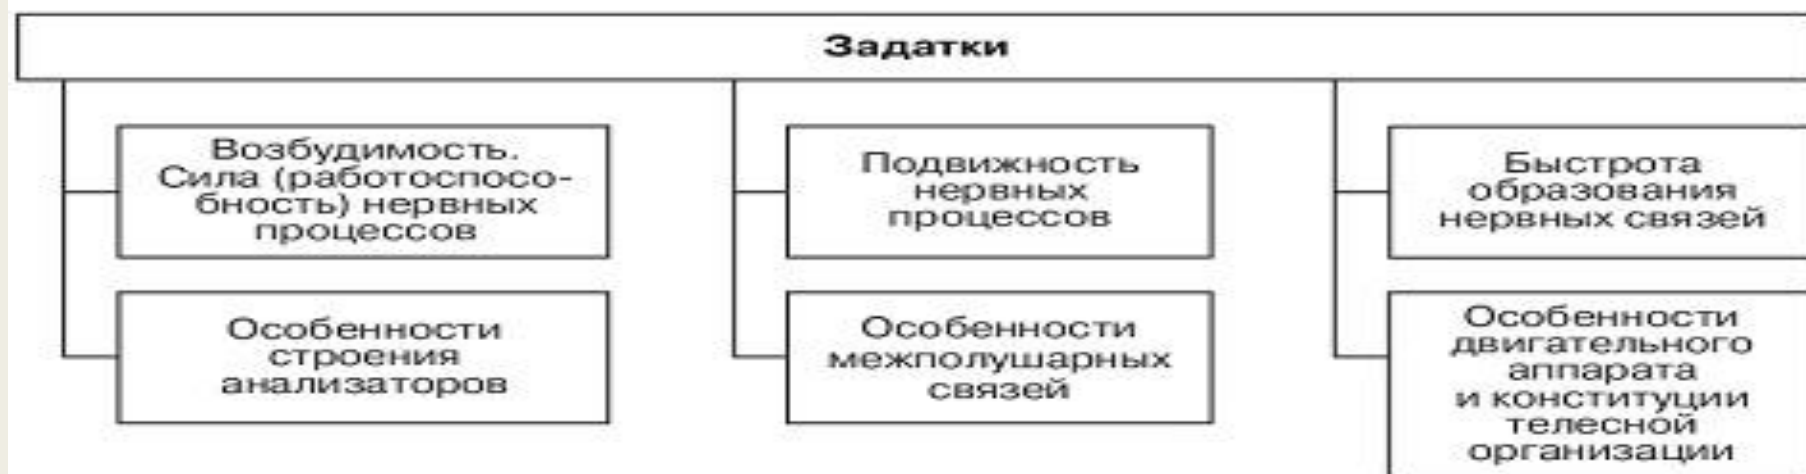 Задатки
Возбудимость.
Сила (работоспосо-
бность) нервных
процессов
Подвижность
нервных
процессов
Быстрота
образования
нервных связей
Особенности
строения
анализаторов
Особенности
межполушарных
связей
Особенности
двигательного
аппарата
и конституции
телесной
организации